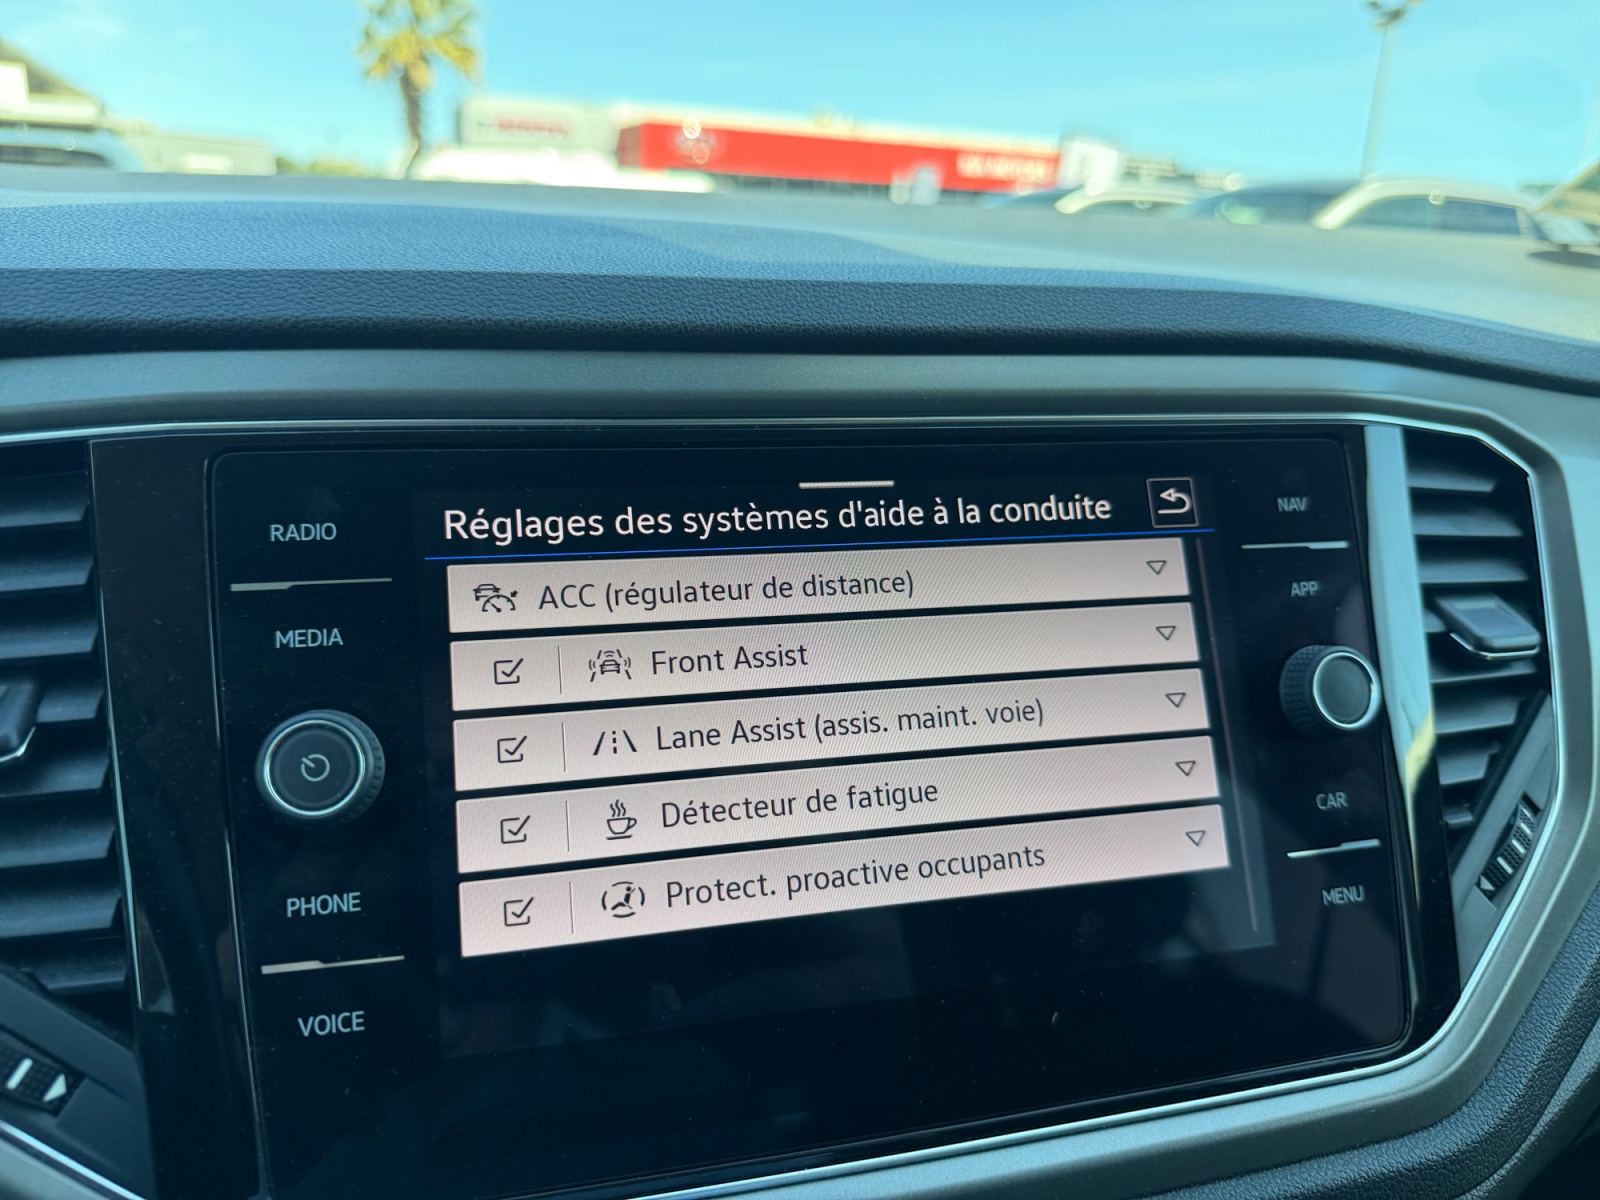 Réglages des systèmes d'aide à la conduite
ACC (régulateur de distance)
Front Assist
Lane Assist (assis. maint. voie)
Détecteur de fatigue
Protect. proactive occupants
RADIO
MEDIA
PHONE
VOICE
NAV
APP
CAR
MENU